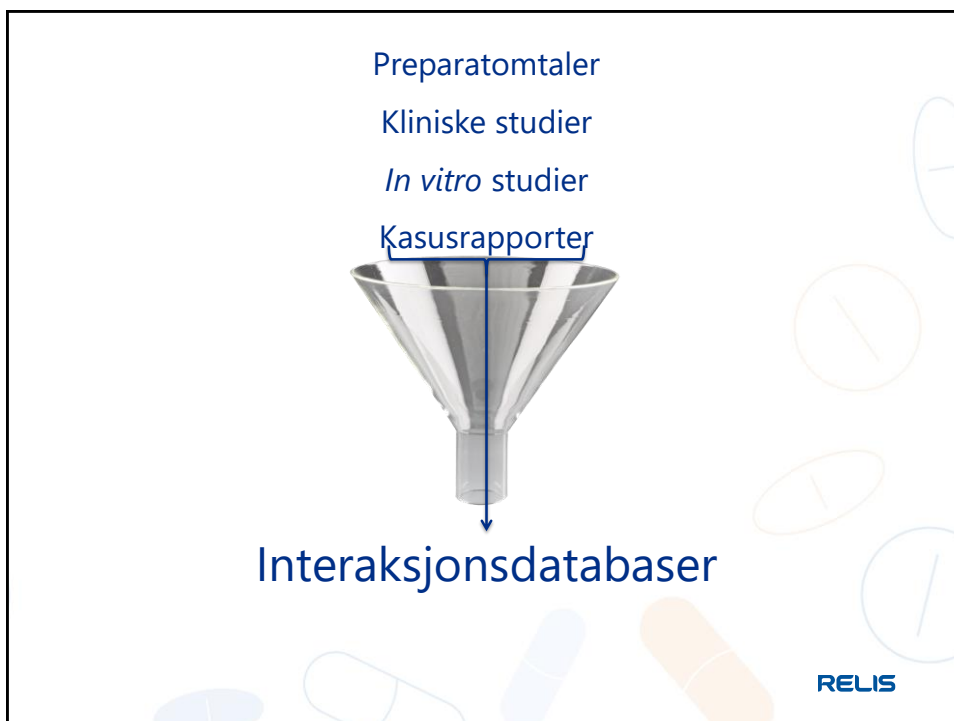 Preparatomtaler
Kliniske studier
In vitro studier
Kasusrapporter
Interaksjonsdatabaser
RELIS